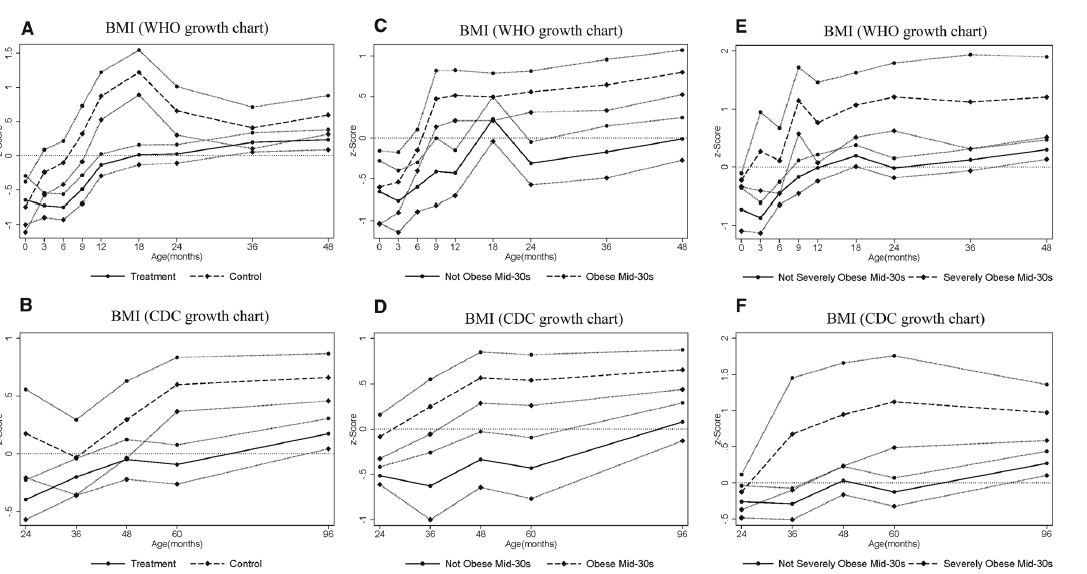 A
BMI (WHO growth chart)
1.5
1
.5
0
-.5
-1
z-Score
0 3 6 9 12 18 24 36 48
Age(months)
Treatment Control
C
BMI (WHO growth chart)
1
.5
0
-.5
-1
z-Score
0 3 6 9 12 18 24 36 48
Age(months)
Not Obese Mid-30s Obese Mid-30s
E
BMI (WHO growth chart)
2
1
0
-1
z-Score
0 3 6 9 12 18 24 36 48
Age(months)
Not Severely Obese Mid-30s Severely Obese Mid-30s
B
BMI (CDC growth chart)
1
.5
0
-.5
z-Score
24 36 48 60 96
Age(months)
Treatment Control
D
BMI (CDC growth chart)
1
.5
0
-.5
-1
z-Score
24 36 48 60 96
Age(months)
Not Obese Mid-30s Obese Mid-30s
F
BMI (CDC growth chart)
2
1.5
1
.5
0
-.5
z-Score
24 36 48 60 96
Age(months)
Not Severely Obese Mid-30s Severely Obese Mid-30s